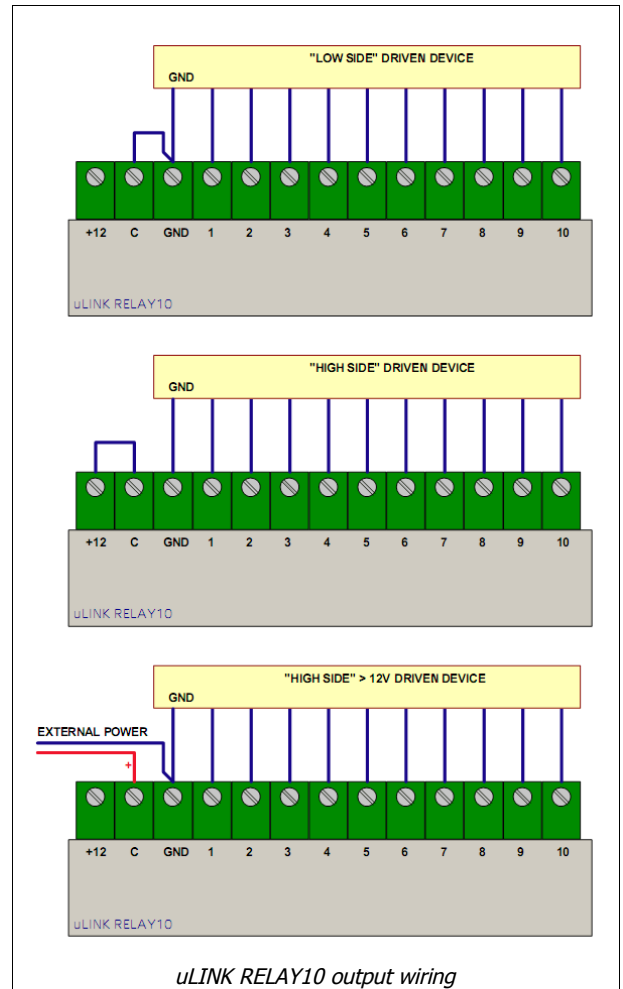 "LOW SIDE" DRIVEN DEVICE
GND
+12 C GND 1 2 3 4 5 6 7 8 9 10
uLINK RELAY10
"HIGH SIDE" DRIVEN DEVICE
GND
+12 C GND 1 2 3 4 5 6 7 8 9 10
uLINK RELAY10
"HIGH SIDE" > 12V DRIVEN DEVICE
GND
EXTERNAL POWER
+
+12 C GND 1 2 3 4 5 6 7 8 9 10
uLINK RELAY10
uLINK RELAY10 output wiring